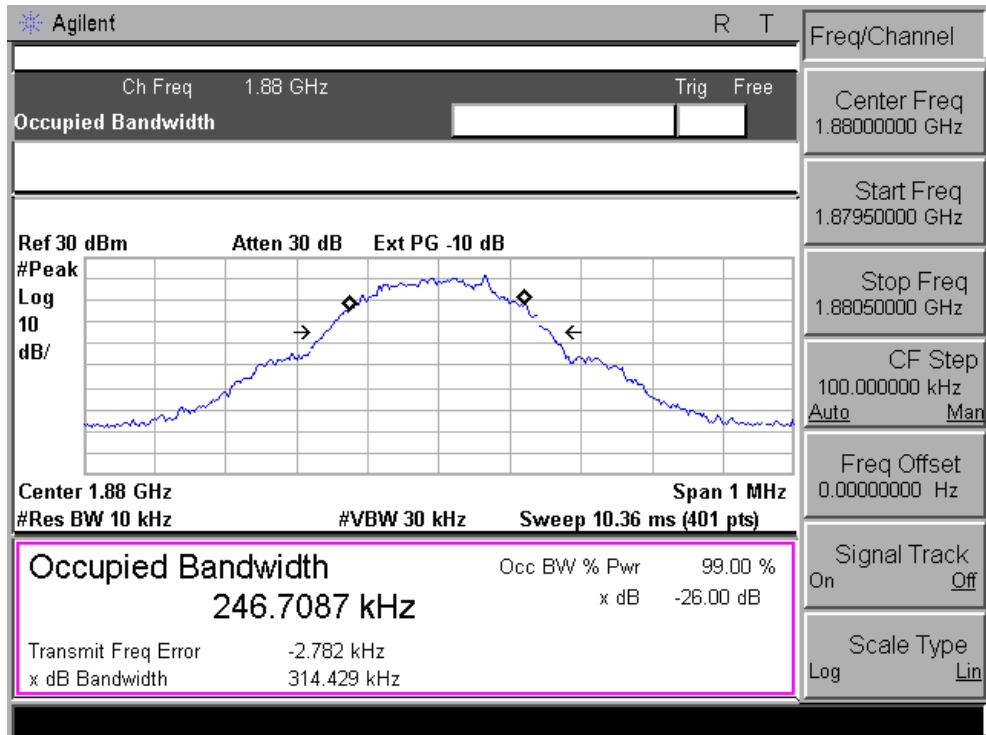 Agilent
R T
Freq/Channel
Ch Freq 1.88 GHz
Trig Free
Occupied Bandwidth
Center Freq
1.88000000 GHz
Start Freq
1.87950000 GHz
Stop Freq
1.88050000 GHz
CF Step
100.000000 kHz
Auto Man
Freq Offset
0.00000000 Hz
Signal Track
On Off
Scale Type
Log Lin
Ref 30 dBm Atten 30 dB Ext PG -10 dB
#Peak
Log
10
dB/
Center 1.88 GHz Span 1 MHz
#Res BW 10 kHz #VBW 30 kHz Sweep 10.36 ms (401 pts)
Occupied Bandwidth
246.7087 kHz
Occ BW % Pwr 99.00 %
x dB -26.00 dB
Transmit Freq Error -2.782 kHz
x dB Bandwidth 314.429 kHz